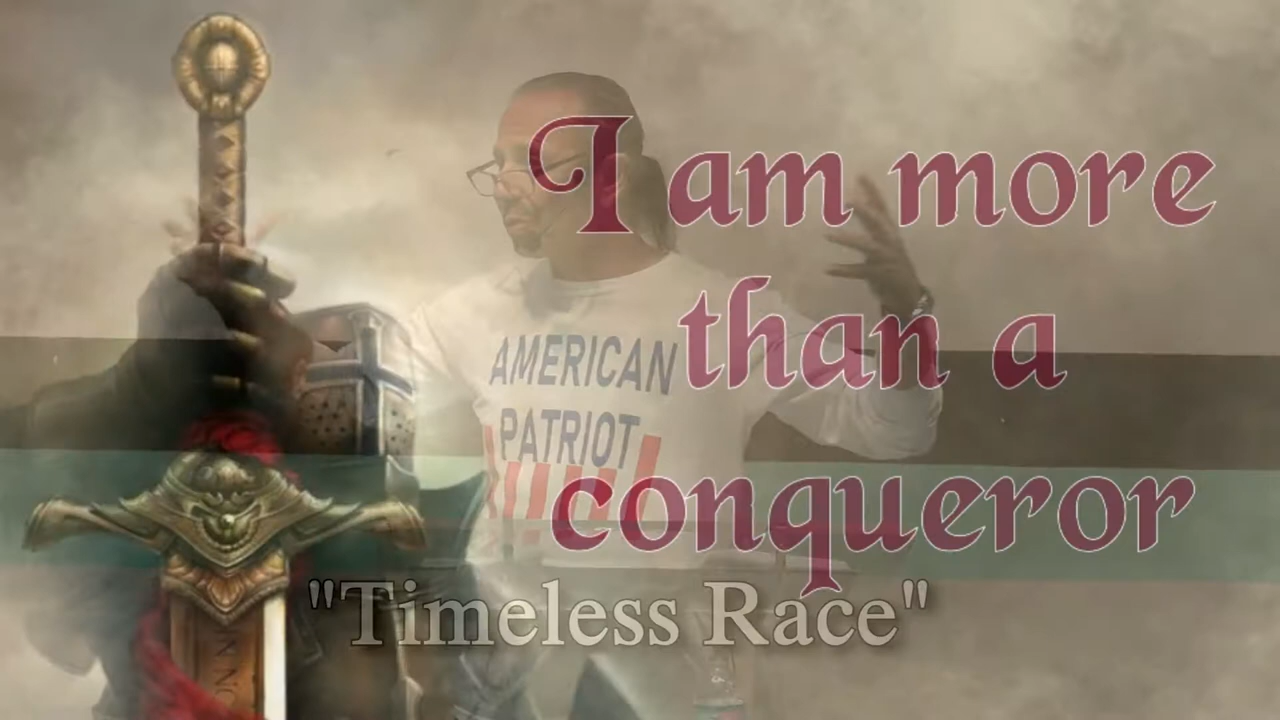 I am more
than a
conqueror
AMERICAN
PATRIOT
"Timeless Race"